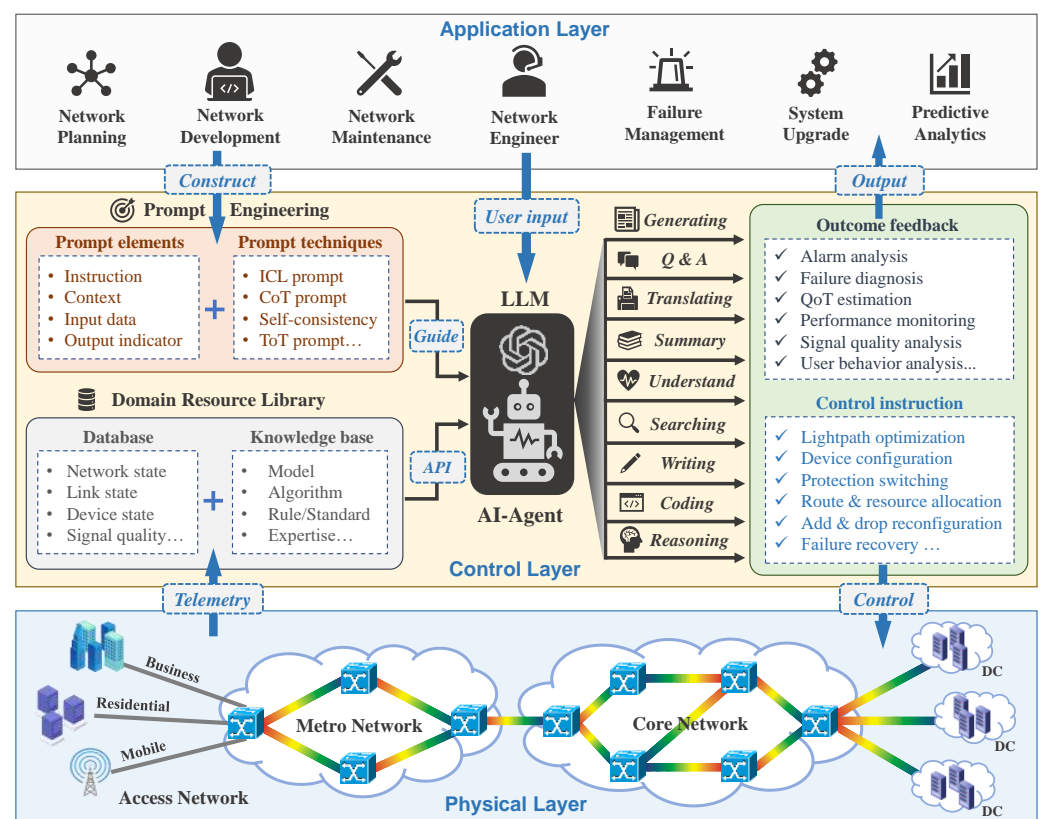 Application Layer
Network
Planning
Network
Development
Network
Maintenance
Network
Engineer
Failure
Management
System
Upgrade
Predictive
Analytics
Construct
User input
Output
Prompt Engineering
Prompt elements
• Instruction
• Context
• Input data
• Output indicator
+
Prompt techniques
• ICL prompt
• CoT prompt
• Self-consistency
• ToT prompt…
Guide
Domain Resource Library
Database
• Network state
• Link state
• Device state
• Signal quality…
+
Knowledge base
• Model
• Algorithm
• Rule/Standard
• Expertise…
API
LLM
AI-Agent
Generating
Q & A
Translating
Summary
Understand
Searching
Writing
Coding
Reasoning
Outcome feedback
✓ Alarm analysis
✓ Failure diagnosis
✓ QoT estimation
✓ Performance monitoring
✓ Signal quality analysis
✓ User behavior analysis...
Control instruction
✓ Lightpath optimization
✓ Device configuration
✓ Protection switching
✓ Route & resource allocation
✓ Add & drop reconfiguration
✓ Failure recovery …
Control Layer
Telemetry
Control
Business
Residential
Mobile
Access Network
Metro Network
Core Network
DC
DC
DC
Physical Layer